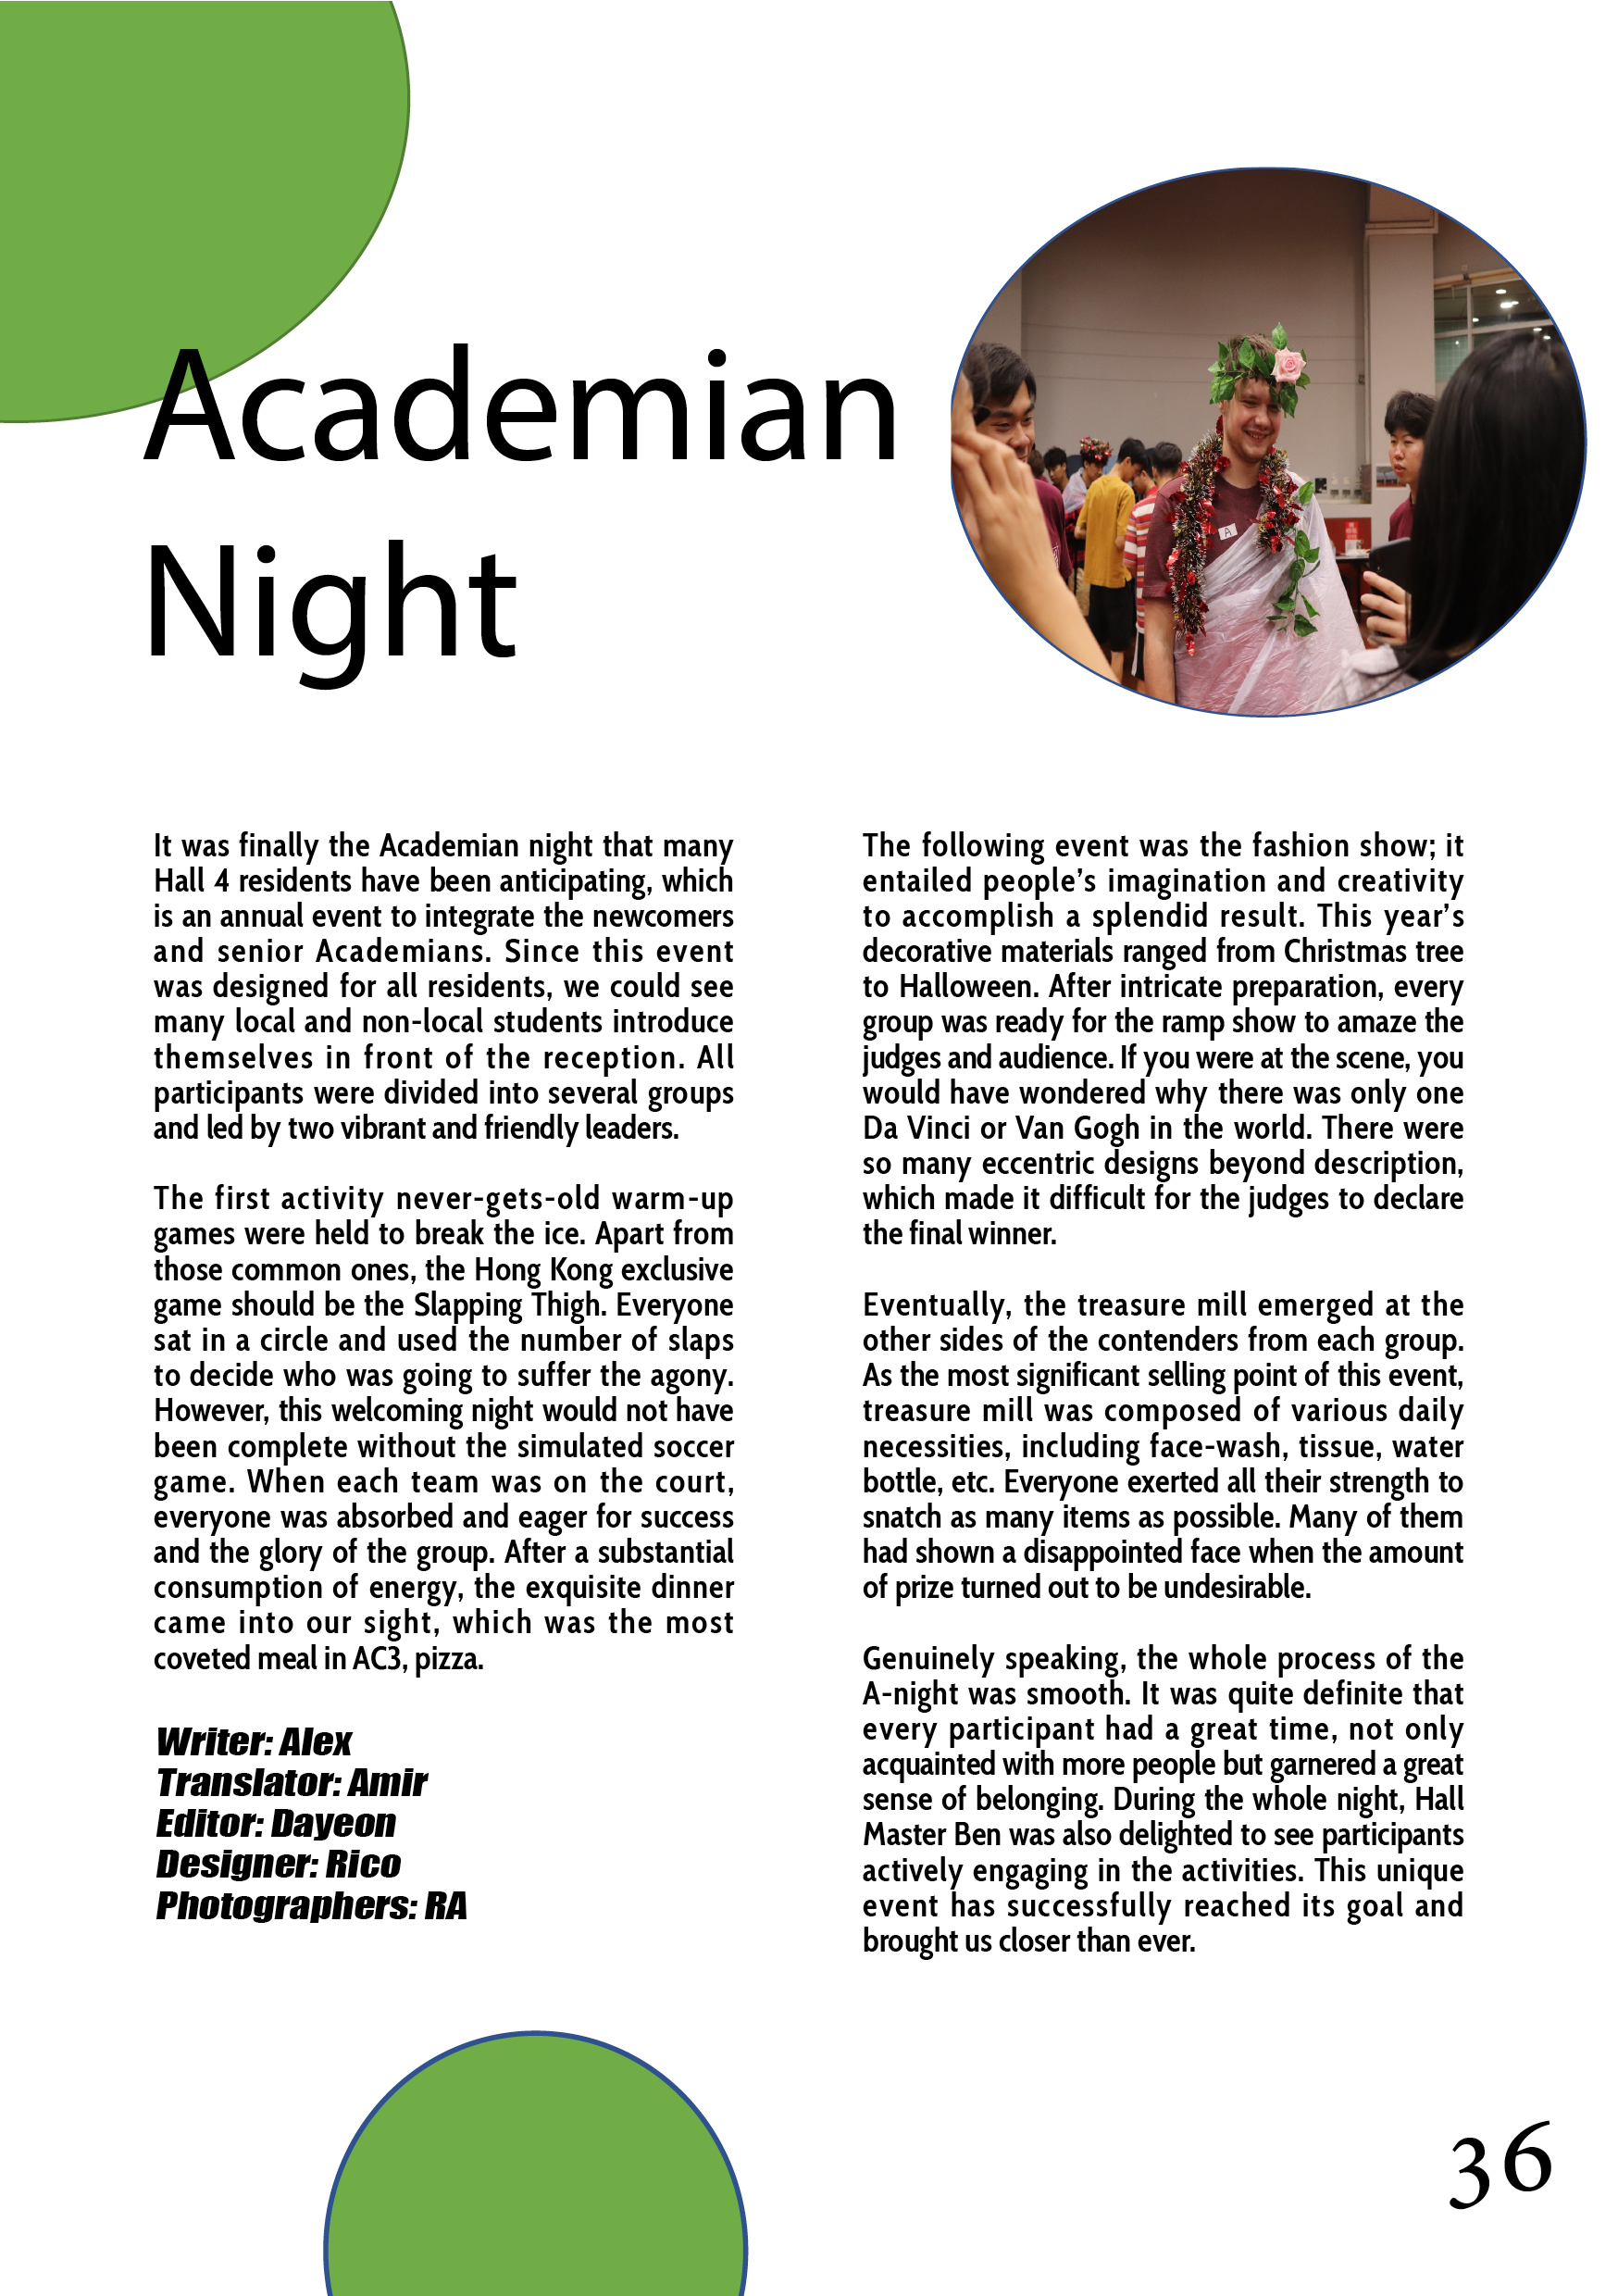 Academian
Night
A
It was finally the Academian night that many
Hall 4 residents have been anticipating, which
is an annual event to integrate the newcomers
and senior Academians. Since this event
was designed for all residents, we could see
many local and non-local students introduce
themselves in front of the reception. All
participants were divided into several groups
and led by two vibrant and friendly leaders.
The first activity never-gets-old warm-up
games were held to break the ice. Apart from
those common ones, the Hong Kong exclusive
game should be the Slapping Thigh. Everyone
sat in a circle and used the number of slaps
to decide who was going to suffer the agony.
However, this welcoming night would not have
been complete without the simulated soccer
game. When each team was on the court,
everyone was absorbed and eager for success
and the glory of the group. After a substantial
consumption of energy, the exquisite dinner
came into our sight, which was the most
coveted meal in AC3, pizza.
Writer: Alex
Translator: Amir
Editor: Dayeon
Designer: Rico
Photographers: RA
The following event was the fashion show; it
entailed people’s imagination and creativity
to accomplish a splendid result. This year’s
decorative materials ranged from Christmas tree
to Halloween. After intricate preparation, every
group was ready for the ramp show to amaze the
judges and audience. If you were at the scene, you
would have wondered why there was only one
Da Vinci or Van Gogh in the world. There were
so many eccentric designs beyond description,
which made it difficult for the judges to declare
the final winner.
Eventually, the treasure mill emerged at the
other sides of the contenders from each group.
As the most significant selling point of this event,
treasure mill was composed of various daily
necessities, including face-wash, tissue, water
bottle, etc. Everyone exerted all their strength to
snatch as many items as possible. Many of them
had shown a disappointed face when the amount
of prize turned out to be undesirable.
Genuinely speaking, the whole process of the
A-night was smooth. It was quite definite that
every participant had a great time, not only
acquainted with more people but garnered a great
sense of belonging. During the whole night, Hall
Master Ben was also delighted to see participants
actively engaging in the activities. This unique
event has successfully reached its goal and
brought us closer than ever.
36